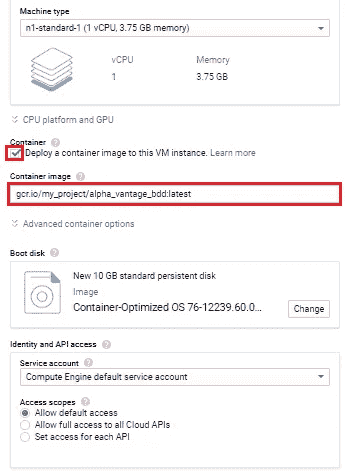 Machine type
n1-standard-1 (1 vCPU, 3.75 GB memory)
vCPU Memory
1 3.75 GB
CPU platform and GPU
Container
Deploy a container image to this VM instance. Learn more
Container image
gcr.io/my_project/alpha_vantage_bdd:latest
Advanced container options
Boot disk
New 10 GB standard persistent disk
Image
Container-Optimized OS 76-12239.60.0...
Change
Identity and API access
Service account
Compute Engine default service account
Access scopes
Allow default access
Allow full access to all Cloud APIs
Set access for each API